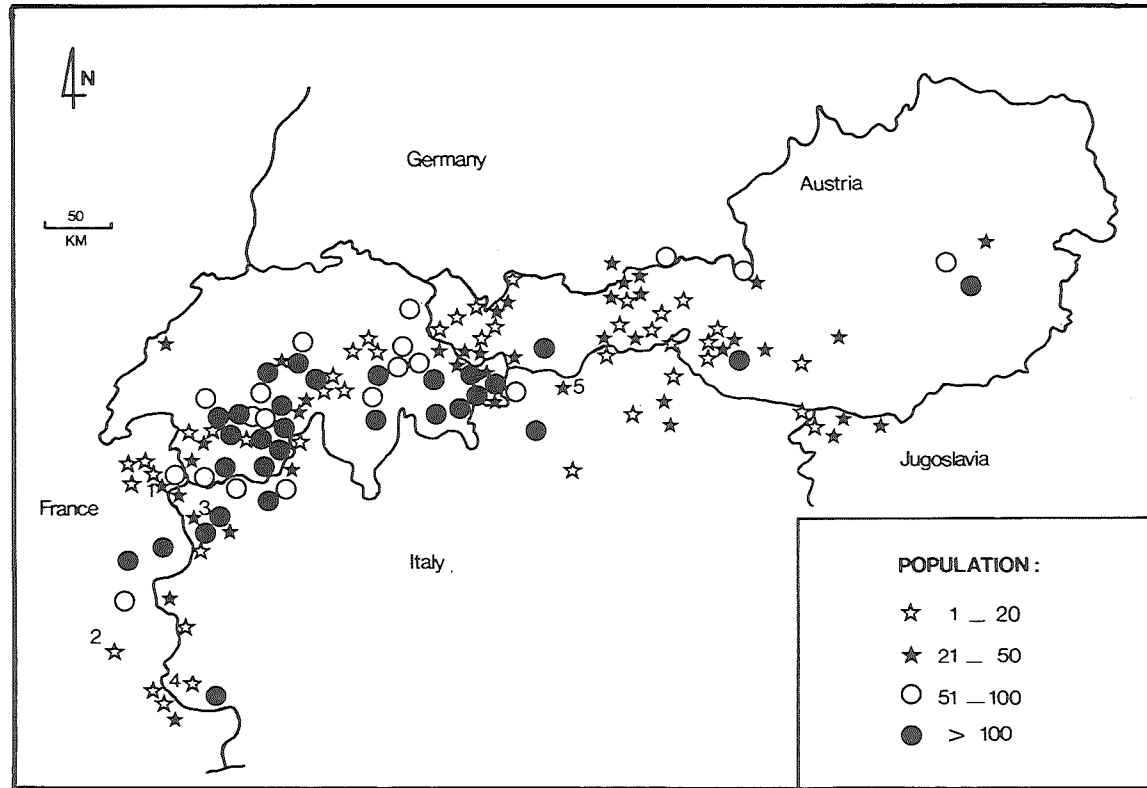 N
Germany
Austria
50
KM
5
Jugoslavia
1
France
3
Italy
2
4
POPULATION :
1 _ 20
21 _ 50
51 _ 100
> 100